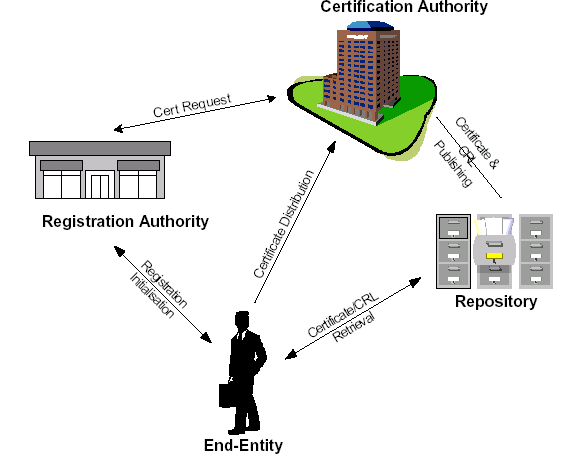 Certification Authority
Cert Request
Certificate &
CRL
Publishing
Registration Authority
Certificate Distribution
Registration
Initialisation
Certificate/CRL
Retrieval
Repository
End-Entity